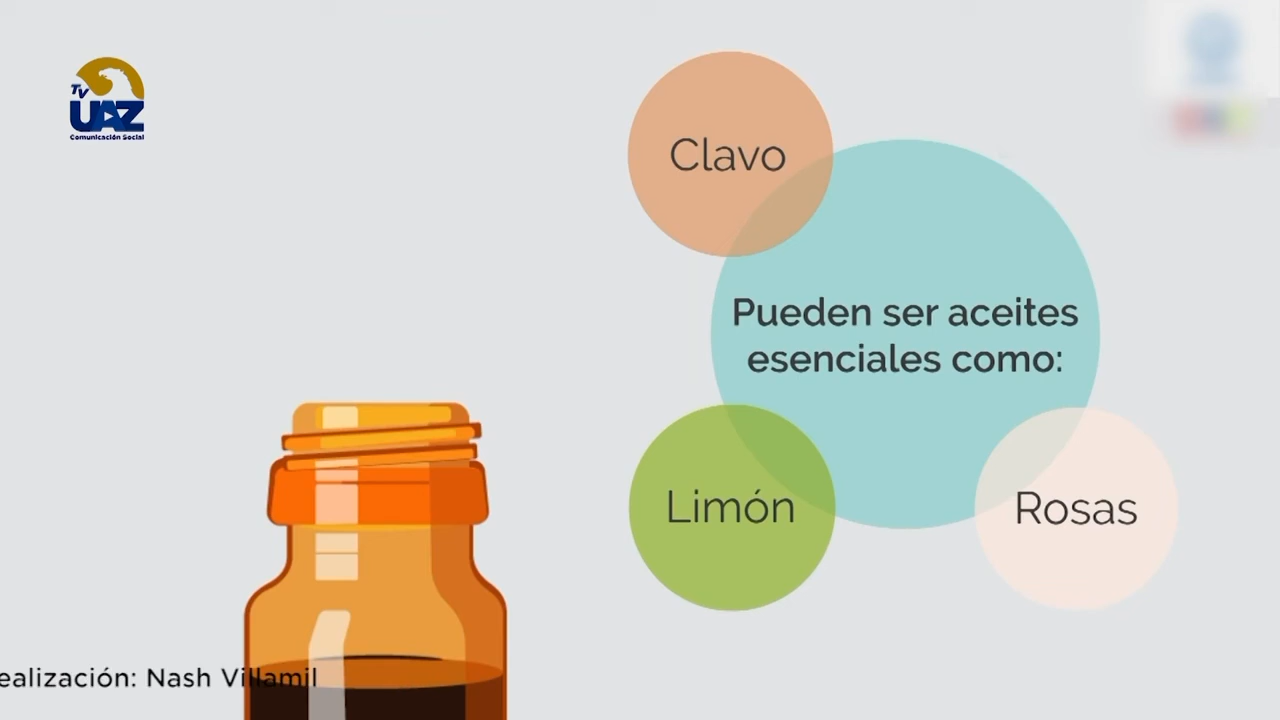 TV
UAZ
Comunicación Social
Clavo
Pueden ser aceites
esenciales como:
Limón
Rosas
ealización: Nash Villamil